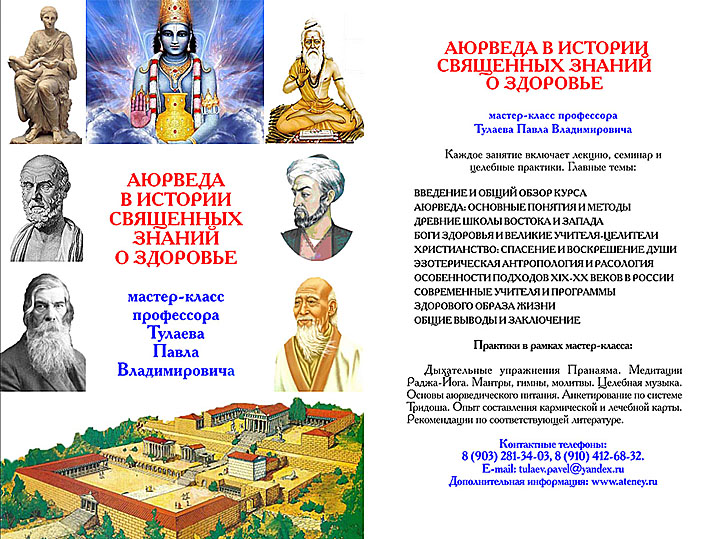 АЮРВЕДА
В ИСТОРИИ
СВЯЩЕННЫХ
ЗНАНИЙ
О ЗДОРОВЬЕ
мастер-класс
профессора
Тулаева
Павла
Владимировича
АЮРВЕДА В ИСТОРИИ
СВЯЩЕННЫХ ЗНАНИЙ
О ЗДОРОВЬЕ
мастер-класс профессора
Тулаева Павла Владимировича
Каждое занятие включает лекцию, семинар и
целебные практики. Главные темы:
ВВЕДЕНИЕ И ОБЩИЙ ОБЗОР КУРСА
АЮРВЕДА: ОСНОВНЫЕ ПОНЯТИЯ И МЕТОДЫ
ДРЕВНИЕ ШКОЛЫ ВОСТОКА И ЗАПАДА
БОГИ ЗДОРОВЬЯ И ВЕЛИКИЕ УЧИТЕЛЯ-ЦЕЛИТЕЛИ
ХРИСТИАНСТВО: СПАСЕНИЕ И ВОСКРЕШЕНИЕ ДУШИ
ЭЗОТЕРИЧЕСКАЯ АНТРОПОЛОГИЯ И РАСОЛОГИЯ
ОСОБЕННОСТИ ПОДХОДОВ XIX-XX ВЕКОВ В РОССИИ
СОВРЕМЕННЫЕ УЧИТЕЛЯ И ПРОГРАММЫ
ЗДОРОВОГО ОБРАЗА ЖИЗНИ
ОБЩИЕ ВЫВОДЫ И ЗАКЛЮЧЕНИЕ
Практики в рамках мастер-класса:
Дыхательные упражнения Пранаяма. Медитации
Раджа-Йога. Мантры, гимны, молитвы. Целебная музыка.
Основы аюрведического питания. Анкетирование по системе
Тридоша. Опыт составления кармической и лечебной карты.
Рекомендации по соответствующей литературе.
Контактные телефоны:
8 (903) 281-34-03, 8 (910) 412-68-32.
E-mail: tulaev.pavel@yandex.ru
Дополнительная информация: www.ateney.ru